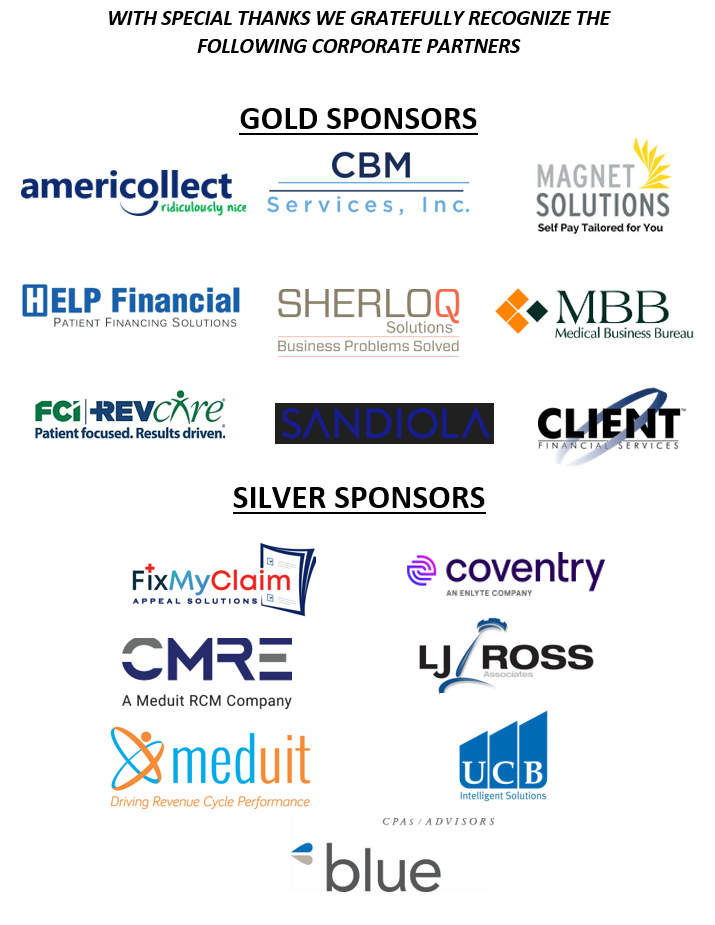 WITH SPECIAL THANKS WE GRATEFULLY RECOGNIZE THE
FOLLOWING CORPORATE PARTNERS
GOLD SPONSORS
americollect
ridiculously nice
CBM
Services, Inc.
MAGNET
SOLUTIONS
Self Pay Tailored for You
HELP Financial
PATIENT FINANCING SOLUTIONS
SHERLOQ
Solutions
Business Problems Solved
MBB
Medical Business Bureau
FCi REVcare®
Patient focused. Results driven.
SANDIOLA
CLIENT™
FINANCIAL SERVICES
SILVER SPONSORS
FixMyClaim
APPEAL SOLUTIONS
coventry
AN ENLYTE COMPANY
CMRE
A Meduit RCM Company
LJ ROSS
Associates
meduit
Driving Revenue Cycle Performance
UCB
Intelligent Solutions
CPAs / ADVISORS
blue